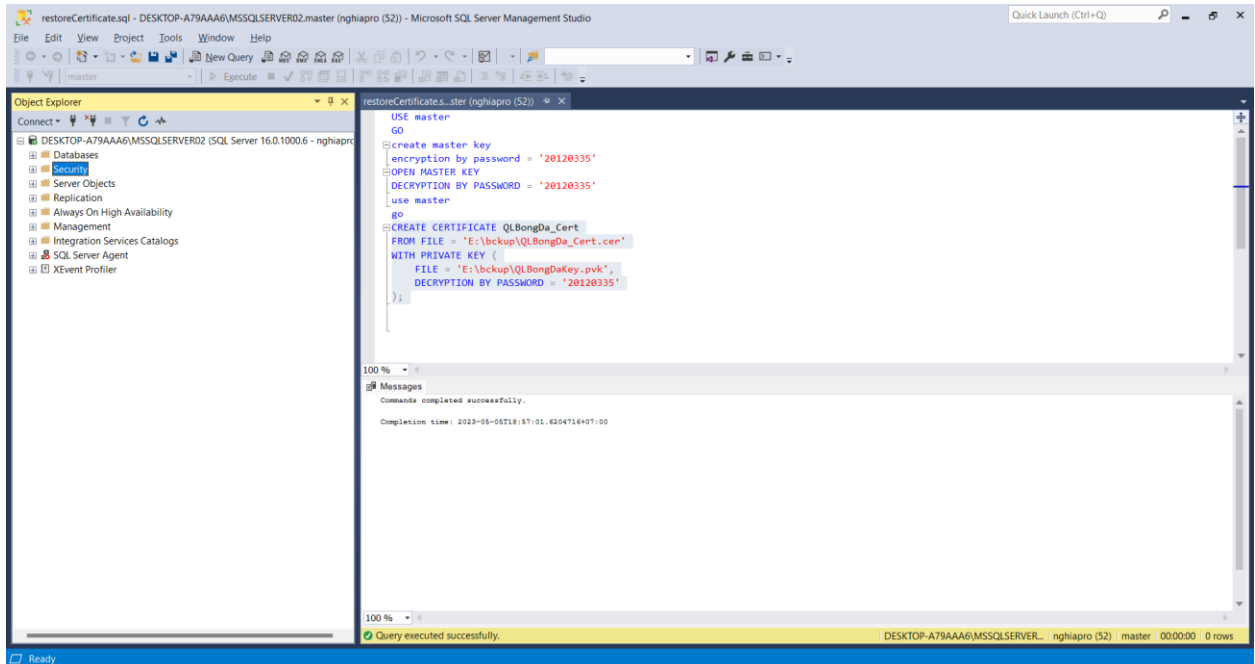 restoreCertificate.sql - DESKTOP-A79AAA6\MSSQLSERVER02.master (nghiapro (52)) - Microsoft SQL Server Management Studio
Quick Launch (Ctrl+Q)
File Edit View Project Tools Window Help
New Query
master
Execute
Object Explorer
Connect
DESKTOP-A79AAA6\MSSQLSERVER02 (SQL Server 16.0.1000.6 - nghiapro
Databases
Security
Server Objects
Replication
Always On High Availability
Management
Integration Services Catalogs
SQL Server Agent
XEvent Profiler
restoreCertificate.s...ster (nghiapro (52))
USE master
GO
create master key
encryption by password = '20120335'
OPEN MASTER KEY
DECRYPTION BY PASSWORD = '20120335'
use master
go
CREATE CERTIFICATE QLBongDa_Cert
FROM FILE = 'E:\bckup\QLBongDa_Cert.cer'
WITH PRIVATE KEY (
FILE = 'E:\bckup\QLBongDaKey.pvk',
DECRYPTION BY PASSWORD = '20120335'
);
100 %
Messages
Commands completed successfully.
Completion time: 2023-05-05T18:57:01.6204716+07:00
100 %
Query executed successfully.
DESKTOP-A79AAA6\MSSQLSERVER... nghiapro (52) master 00:00:00 0 rows
Ready